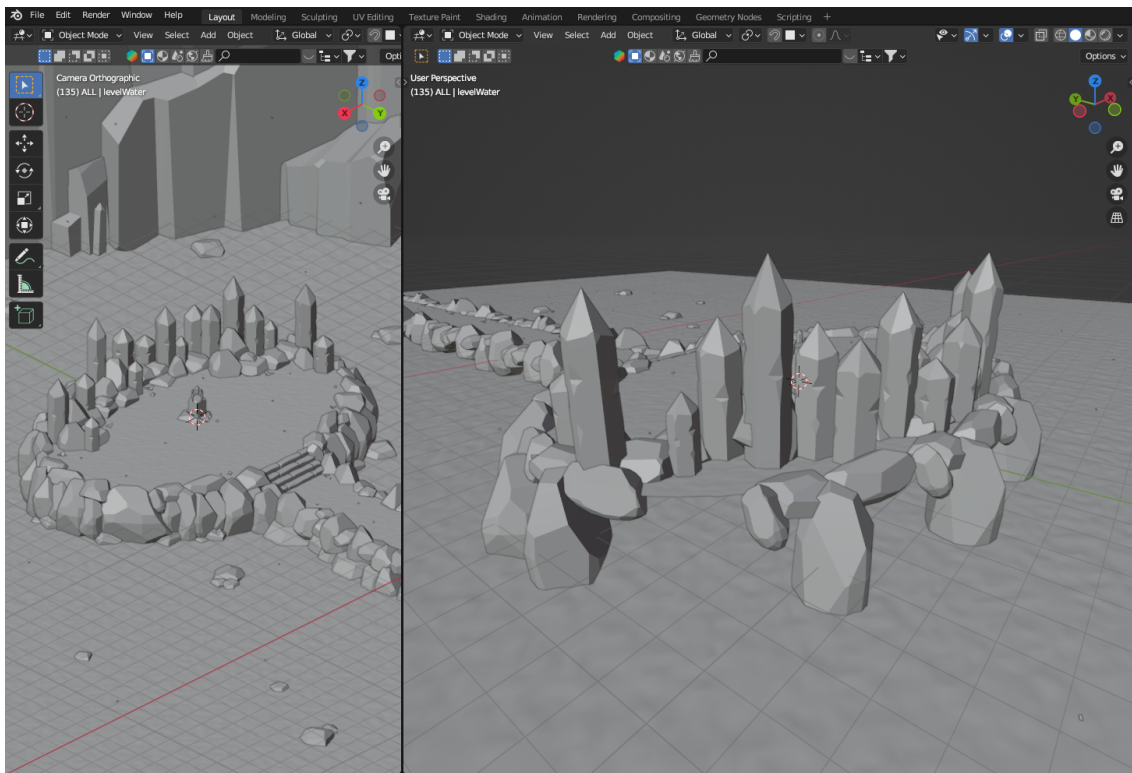 File Edit Render Window Help Layout Modeling Sculpting UV Editing Texture Paint Shading Animation Rendering Compositing Geometry Nodes Scripting +
Object Mode View Select Add Object Global
Object Mode View Select Add Object Global
Opti
Options
Camera Orthographic
(135) ALL | levelWater
Z
X
Y
User Perspective
(135) ALL | levelWater
Z
Y
X